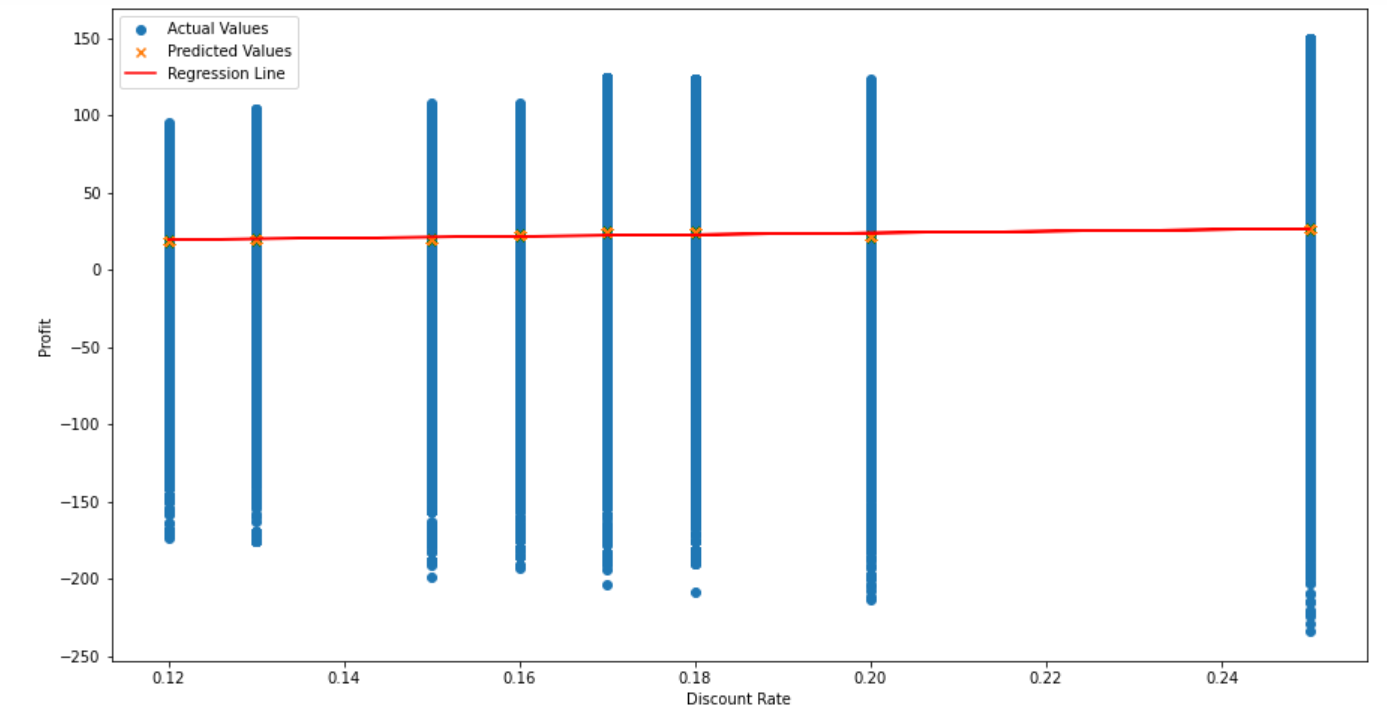 Actual Values
Predicted Values
Regression Line
150
100
50
0
−50
−100
−150
−200
−250
Profit
0.12 0.14 0.16 0.18 0.20 0.22 0.24
Discount Rate